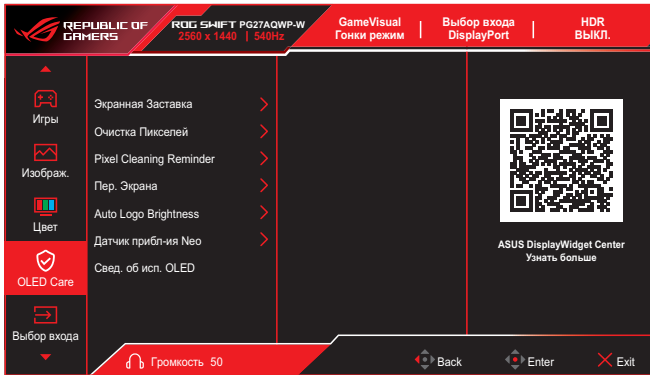 REPUBLIC OF
GAMERS
ROG SWIFT PG27AQWP-W
2560 x 1440 | 540Hz
GameVisual
Гонки режим
Выбор входа
DisplayPort
HDR
ВЫКЛ.
Игры
Изображ.
Цвет
OLED Care
Выбор входа
Экранная Заставка
Очистка Пикселей
Pixel Cleaning Reminder
Пер. Экрана
Auto Logo Brightness
Датчик прибл-ия Neo
Свед. об исп. OLED
ASUS DisplayWidget Center
Узнать больше
Громкость 50
Back
Enter
Exit